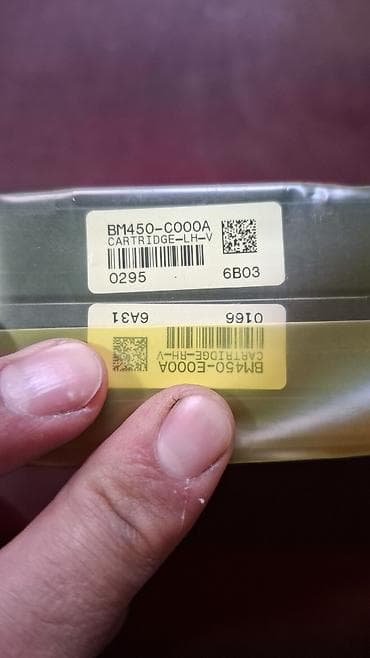 BM450-C000A
CARTRIDGE-LH-V
0295 6B03
BM450-E000A
CARTRIDGE-RH-V
0166 6A31